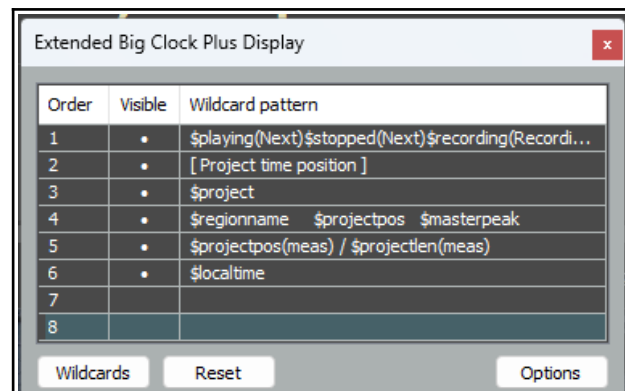 Extended Big Clock Plus Display
x
Order Visible Wildcard pattern
1 • $playing(Next)$stopped(Next)$recording(Recordi...
2 • [ Project time position ]
3 • $project
4 • $regionname $projectpos $masterpeak
5 • $projectpos(meas) / $projectlen(meas)
6 • $localtime
7
8
Wildcards Reset Options